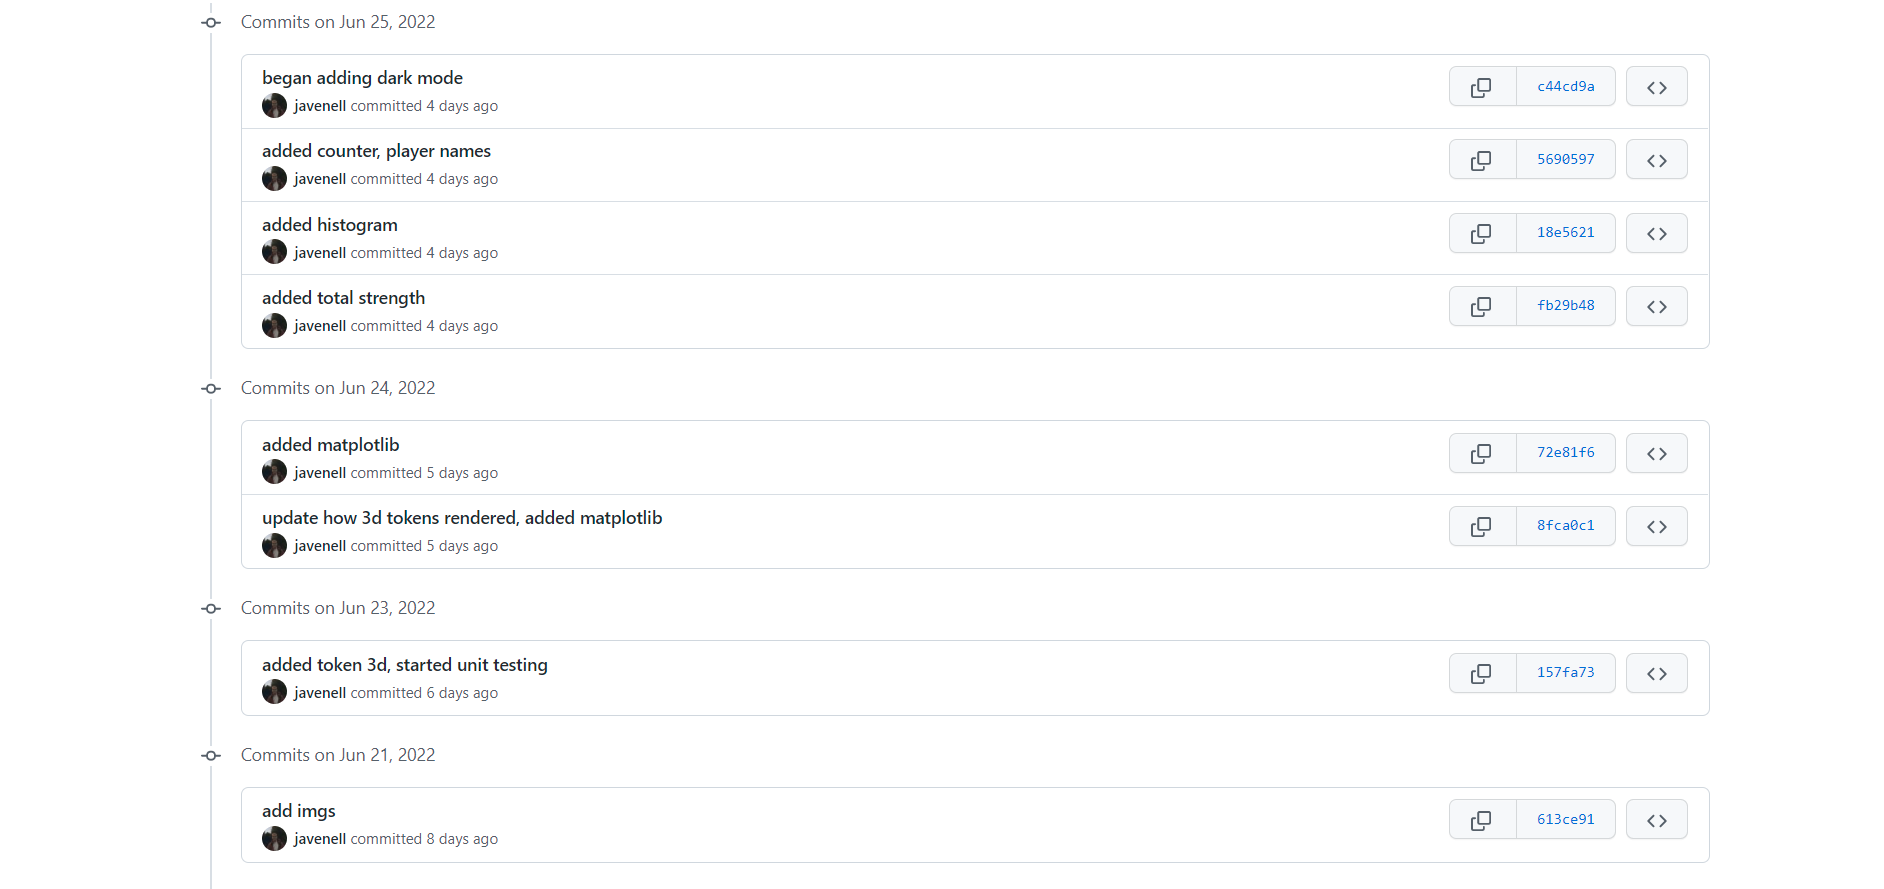 Commits on Jun 25, 2022
began adding dark mode
javenell committed 4 days ago
c44cd9a
added counter, player names
javenell committed 4 days ago
5690597
added histogram
javenell committed 4 days ago
18e5621
added total strength
javenell committed 4 days ago
fb29b48
Commits on Jun 24, 2022
added matplotlib
javenell committed 5 days ago
72e81f6
update how 3d tokens rendered, added matplotlib
javenell committed 5 days ago
8fca0c1
Commits on Jun 23, 2022
added token 3d, started unit testing
javenell committed 6 days ago
157fa73
Commits on Jun 21, 2022
add imgs
javenell committed 8 days ago
613ce91